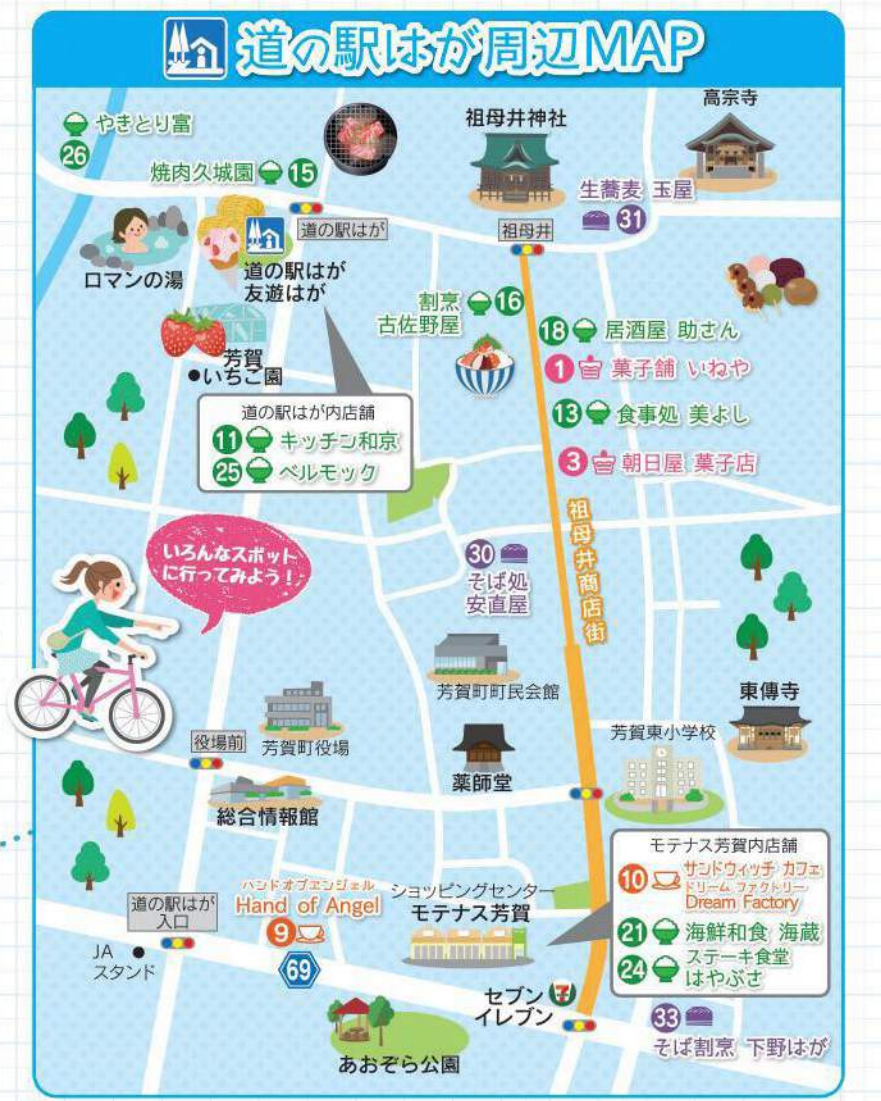 道の駅はが周辺MAP
高宗寺
やきとり富
26
祖母井神社
焼肉久城園 15
生蕎麦 玉屋
31
道の駅はが
祖母井
ロマンの湯
道の駅はが
友遊はが
割烹 16
古佐野屋
18 居酒屋 助さん
芳賀
いちご園
1 菓子舗 いねや
道の駅はが内店舗
11 キッチン和京
25 ベルモック
13 食事処 美よし
3 朝日屋 菓子店
祖母井商店街
いろんなスポット
に行ってみよう!
30
そば処
安直屋
芳賀町町民会館
東傳寺
芳賀町役場
役場前
芳賀東小学校
薬師堂
総合情報館
モテナス芳賀内店舗
10 サンドウィッチ カフェ
ドリーム ファクトリー
Dream Factory
21 海鮮和食 海蔵
24 ステーキ食堂
はやぶさ
ハンドオブエンジェル
Hand of Angel
9
ショッピングセンター
モテナス芳賀
道の駅はが
入口
JA
スタンド
69
セブン 7
イレブン
33
そば割烹 下野はが
あおぞら公園